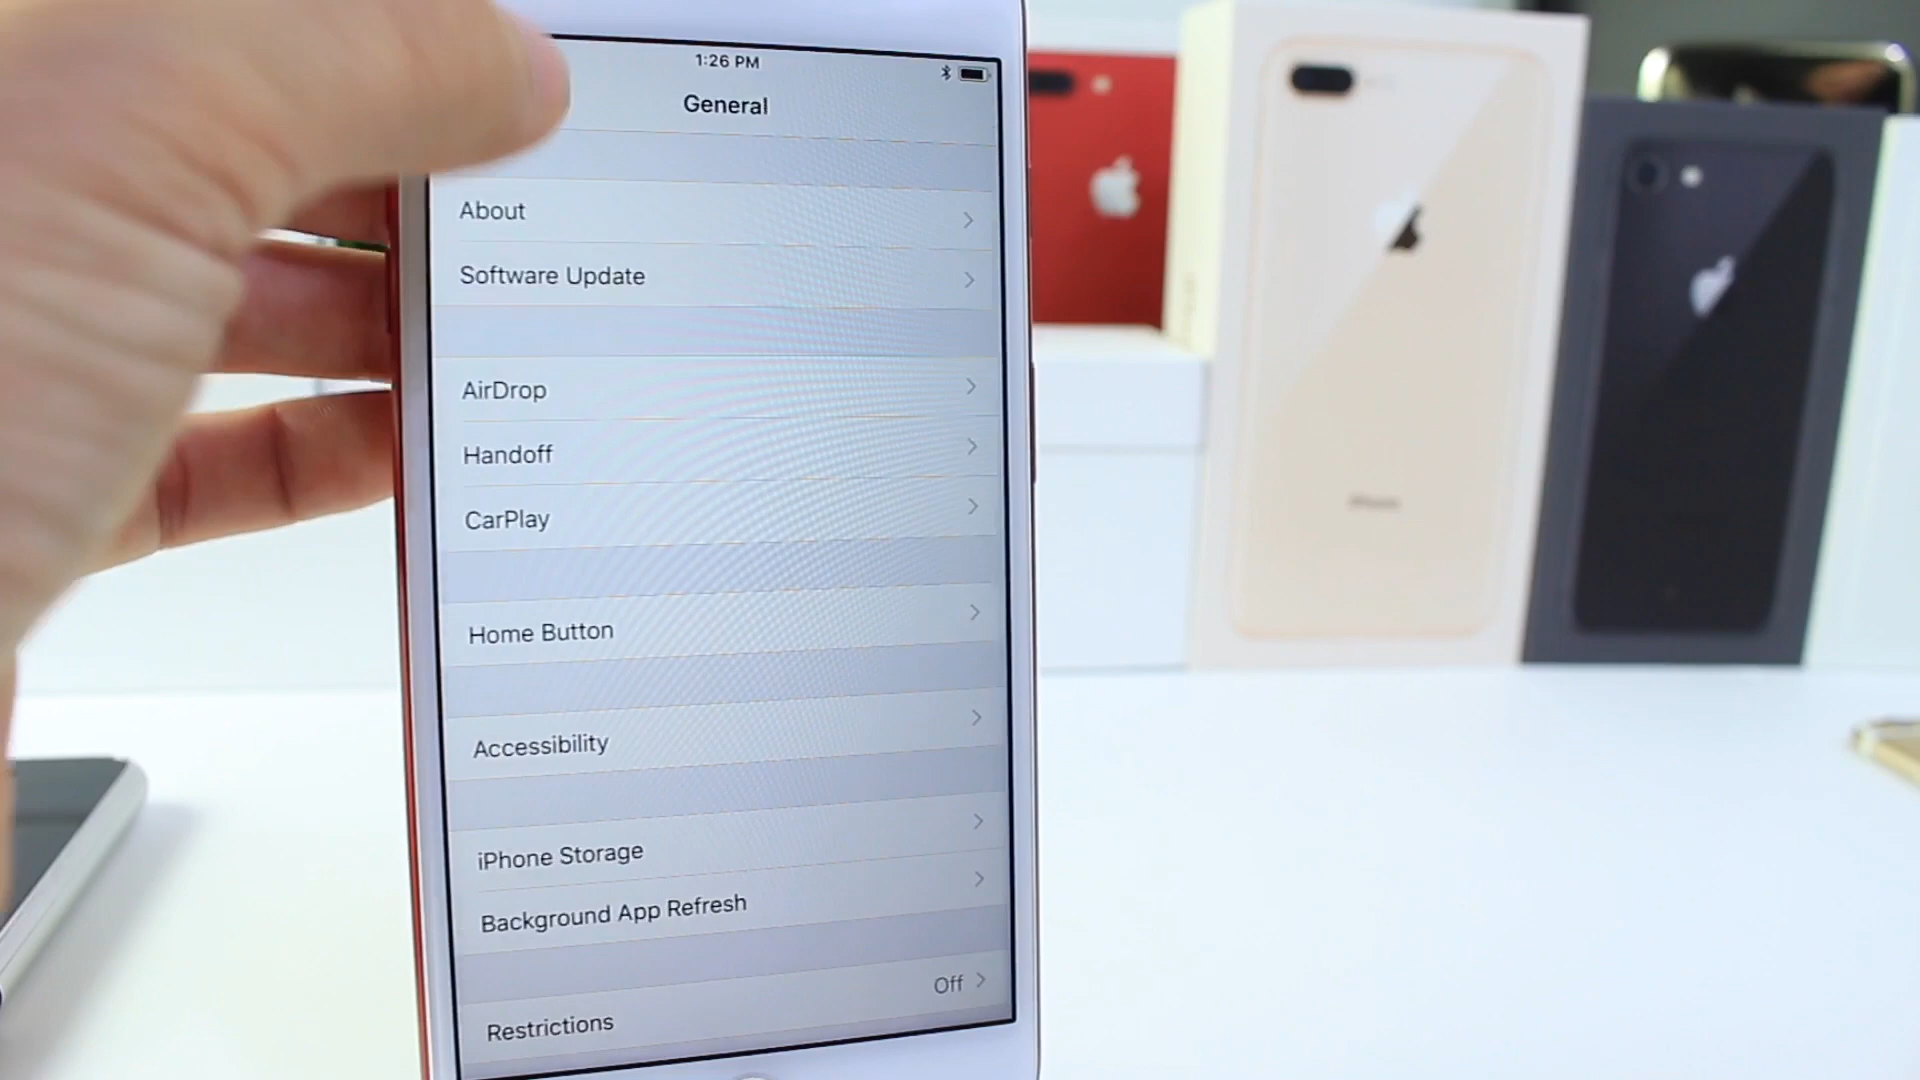 1:26 PM
General
About
Software Update
AirDrop
Handoff
CarPlay
Home Button
Accessibility
iPhone Storage
Background App Refresh
Restrictions Off
iPhone